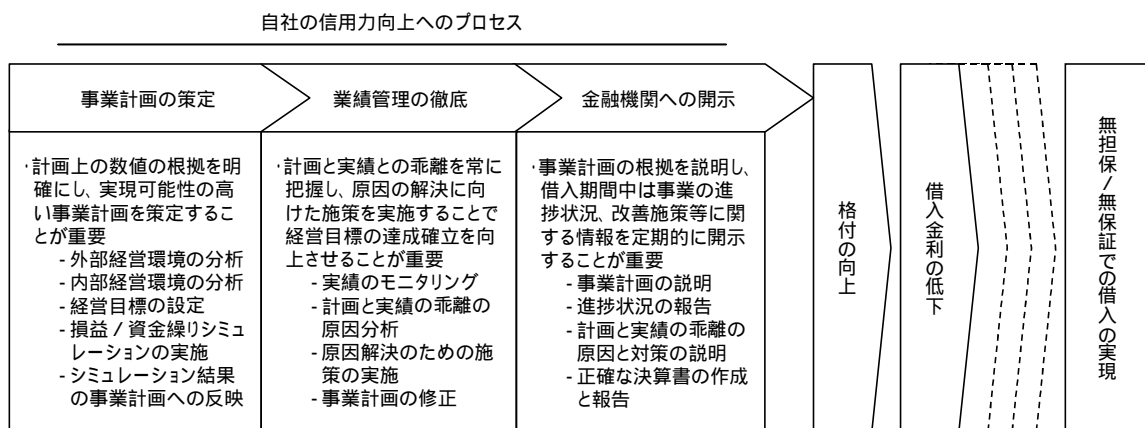 自社の信用力向上へのプロセス
事業計画の策定
・計画上の数値の根拠を明
確にし、実現可能性の高
い事業計画を策定するこ
とが重要
- 外部経営環境の分析
- 内部経営環境の分析
- 経営目標の設定
- 損益 / 資金繰りシミュ
レーションの実施
- シミュレーション結果
の事業計画への反映
業績管理の徹底
・計画と実績との乖離を常に
把握し、原因の解決に向
けた施策を実施することで
経営目標の達成確立を向
上させることが重要
- 実績のモニタリング
- 計画と実績の乖離の
原因分析
- 原因解決のための施
策の実施
- 事業計画の修正
金融機関への開示
・事業計画の根拠を説明し、
借入期間中は事業の進
捗状況、改善施策等に関
する情報を定期的に開示
することが重要
- 事業計画の説明
- 進捗状況の報告
- 計画と実績の乖離の
原因と対策の説明
- 正確な決算書の作成
と報告
格付の向上
借入金利の低下
無担保/無保証での借入の実現